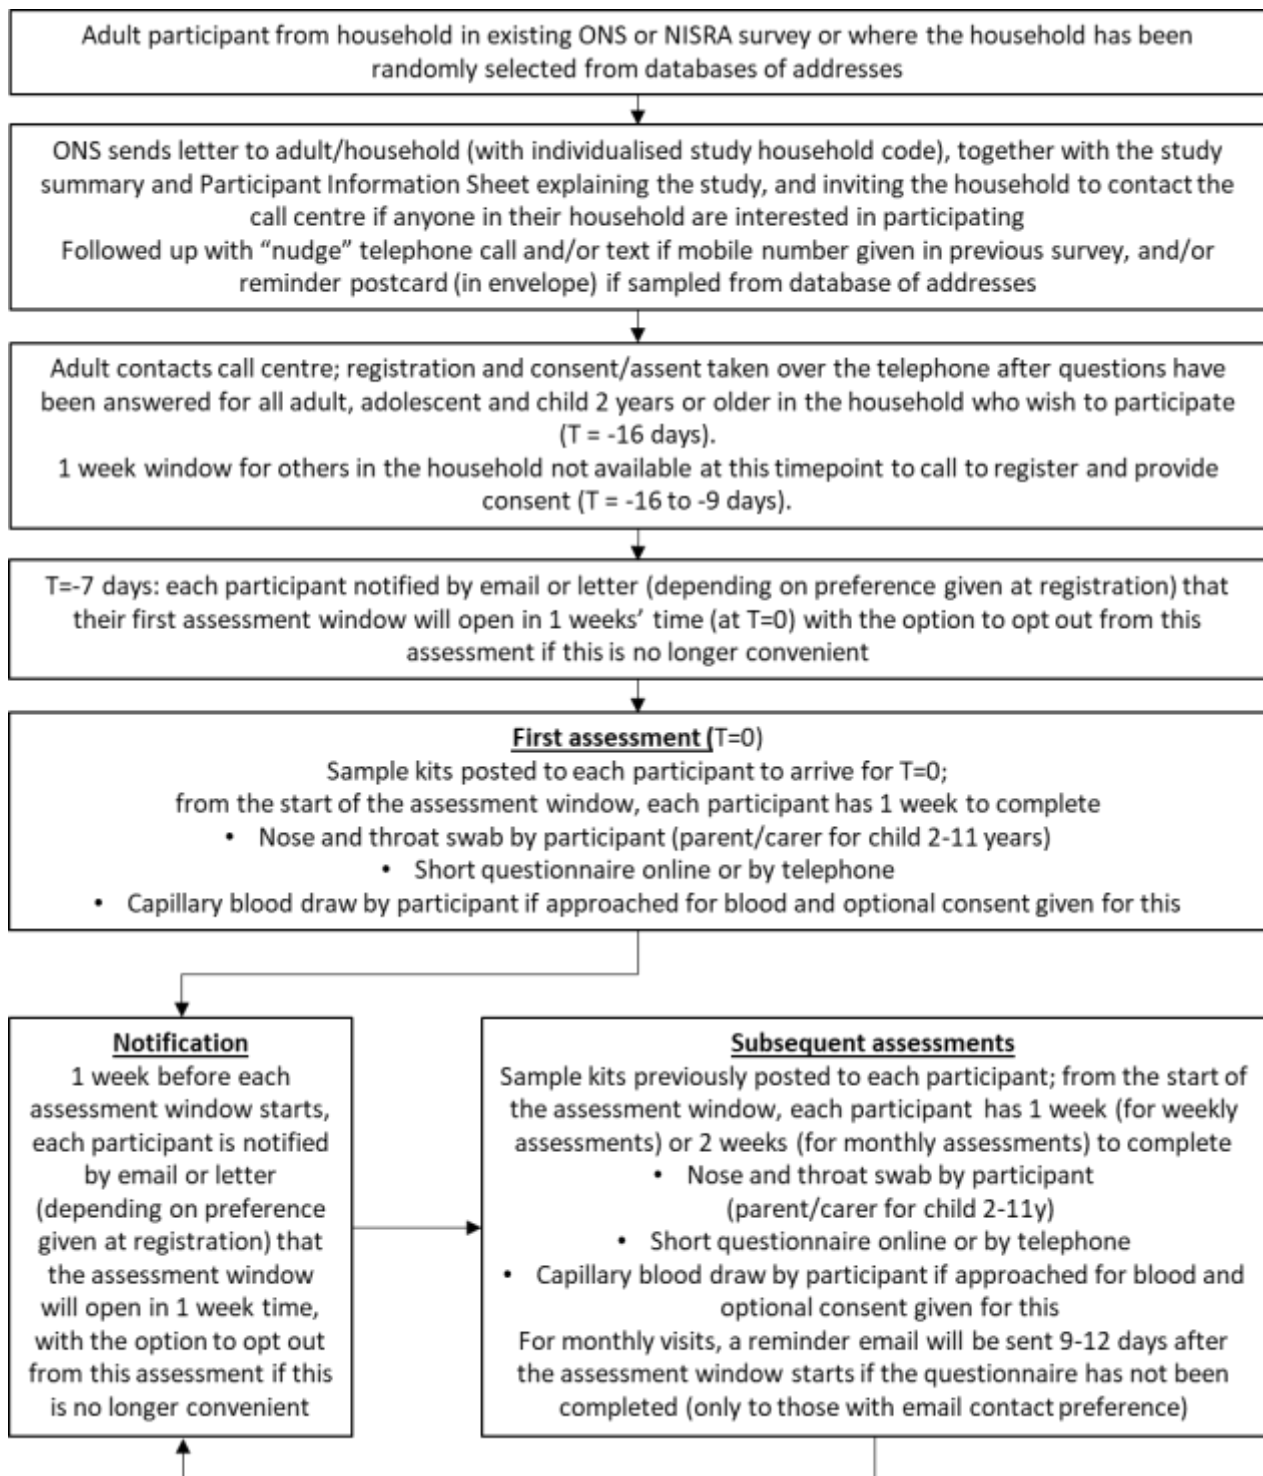 Adult participant from household in existing ONS or NISRA survey or where the household has been
randomly selected from databases of addresses
ONS sends letter to adult/household (with individualised study household code), together with the study
summary and Participant Information Sheet explaining the study, and inviting the household to contact the
call centre if anyone in their household are interested in participating
Followed up with “nudge” telephone call and/or text if mobile number given in previous survey, and/or
reminder postcard (in envelope) if sampled from database of addresses
Adult contacts call centre; registration and consent/assent taken over the telephone after questions have
been answered for all adult, adolescent and child 2 years or older in the household who wish to participate
(T = -16 days).
1 week window for others in the household not available at this timepoint to call to register and provide
consent (T = -16 to -9 days).
T=-7 days: each participant notified by email or letter (depending on preference given at registration) that
their first assessment window will open in 1 weeks’ time (at T=0) with the option to opt out from this
assessment if this is no longer convenient
First assessment (T=0)
Sample kits posted to each participant to arrive for T=0;
from the start of the assessment window, each participant has 1 week to complete
• Nose and throat swab by participant (parent/carer for child 2-11 years)
• Short questionnaire online or by telephone
• Capillary blood draw by participant if approached for blood and optional consent given for this
Notification
1 week before each
assessment window starts,
each participant is notified
by email or letter
(depending on preference
given at registration) that
the assessment window
will open in 1 week time,
with the option to opt out
from this assessment if this
is no longer convenient
Subsequent assessments
Sample kits previously posted to each participant; from the start of
the assessment window, each participant has 1 week (for weekly
assessments) or 2 weeks (for monthly assessments) to complete
• Nose and throat swab by participant
(parent/carer for child 2-11y)
• Short questionnaire online or by telephone
• Capillary blood draw by participant if approached for blood and
optional consent given for this
For monthly visits, a reminder email will be sent 9-12 days after
the assessment window starts if the questionnaire has not been
completed (only to those with email contact preference)